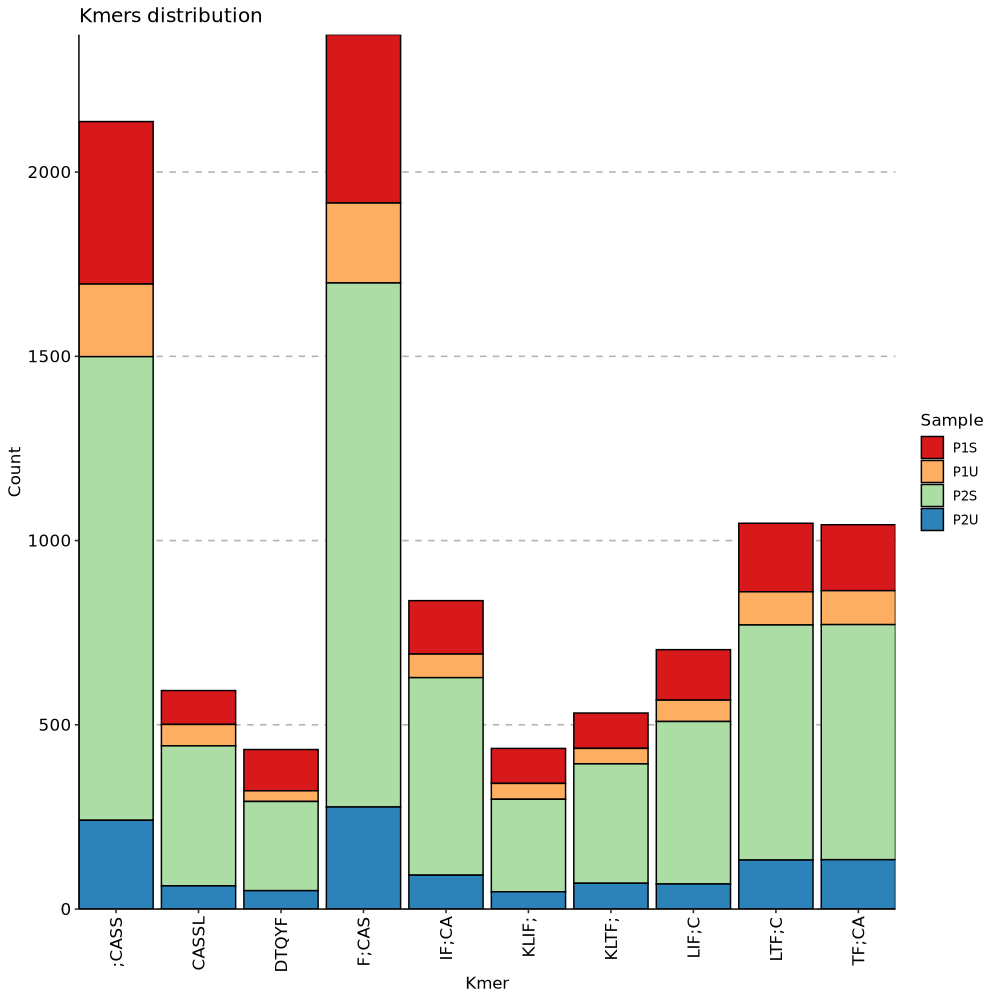 Kmers distribution
Count
2000
1500
1000
500
0
;CASS
CASSL
DTQYF
F;CAS
IF;CA
KLIF;
KLTF;
LIF;C
LTF;C
TF;CA
Kmer
Sample
P1S
P1U
P2S
P2U